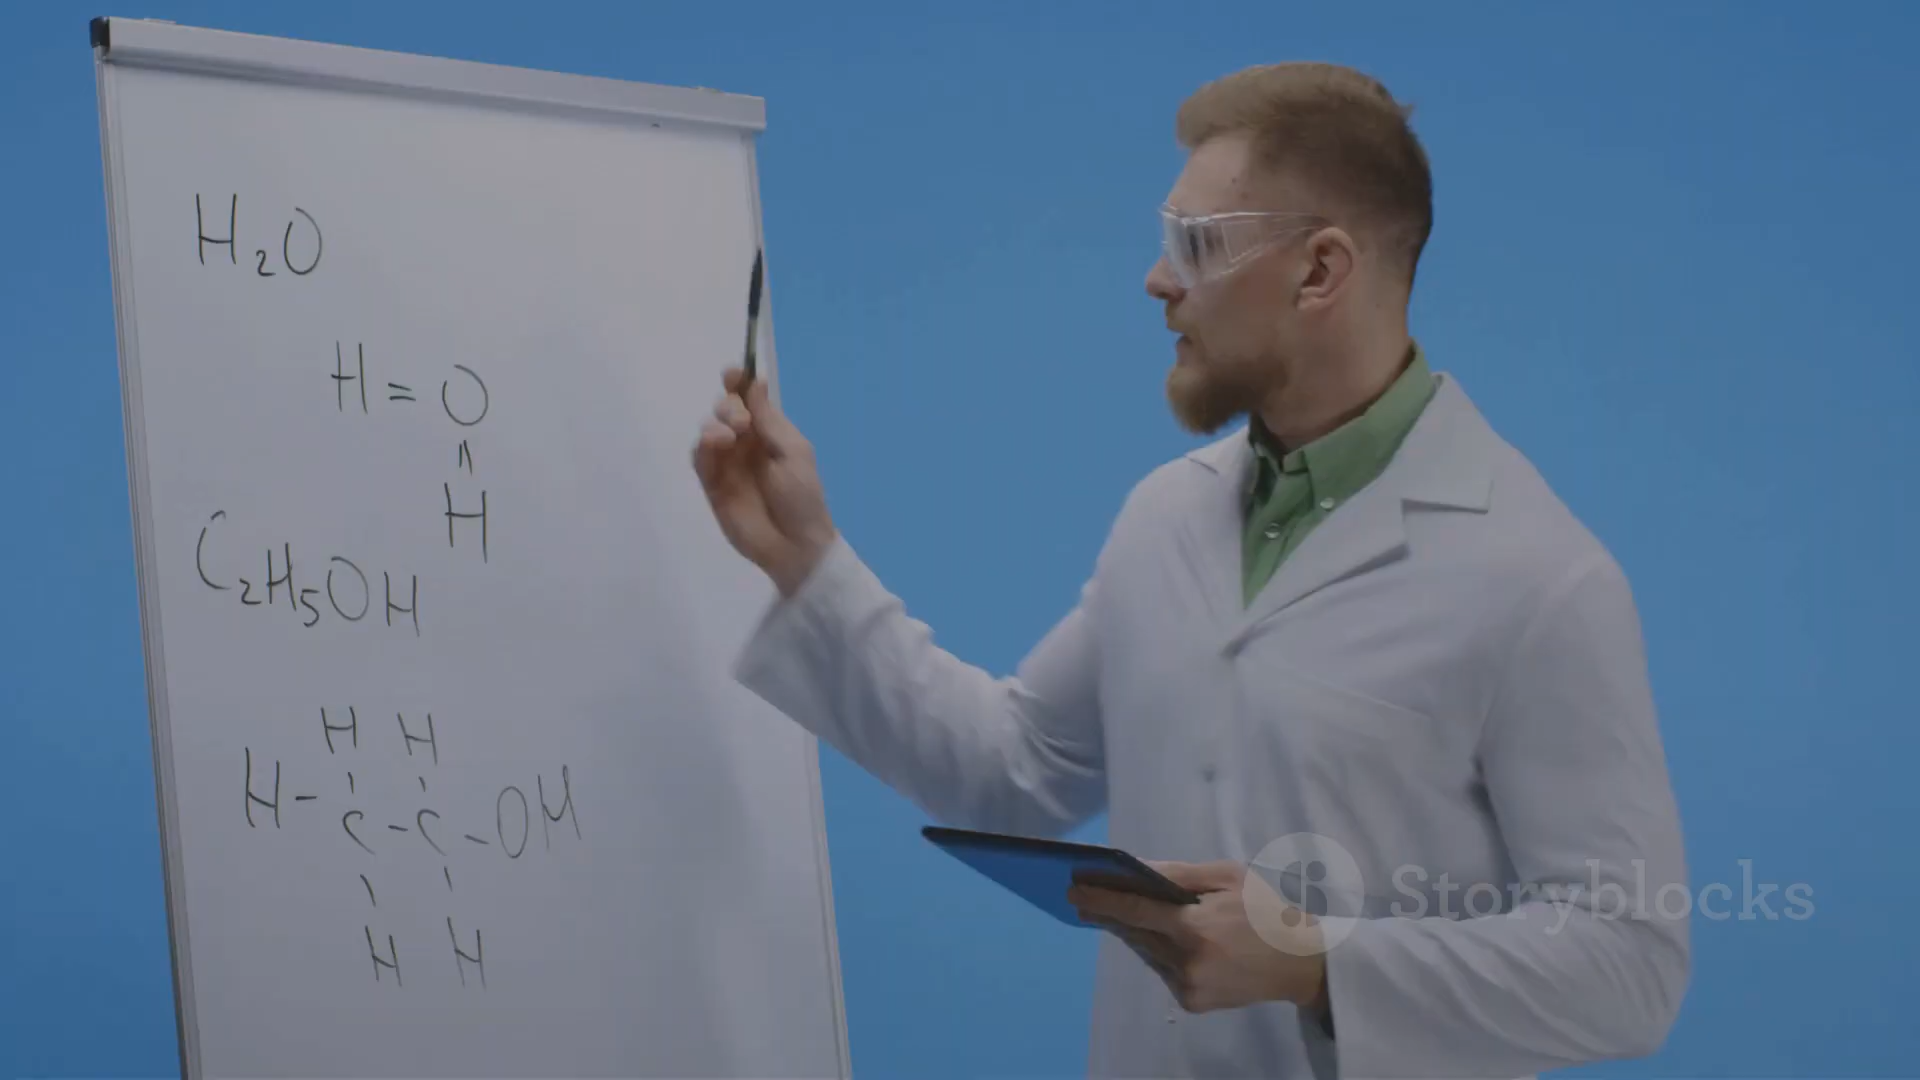 H₂O
H = O
"
H
C₂H₅OH
H H
H - C - C - OH
H H
Storyblocks